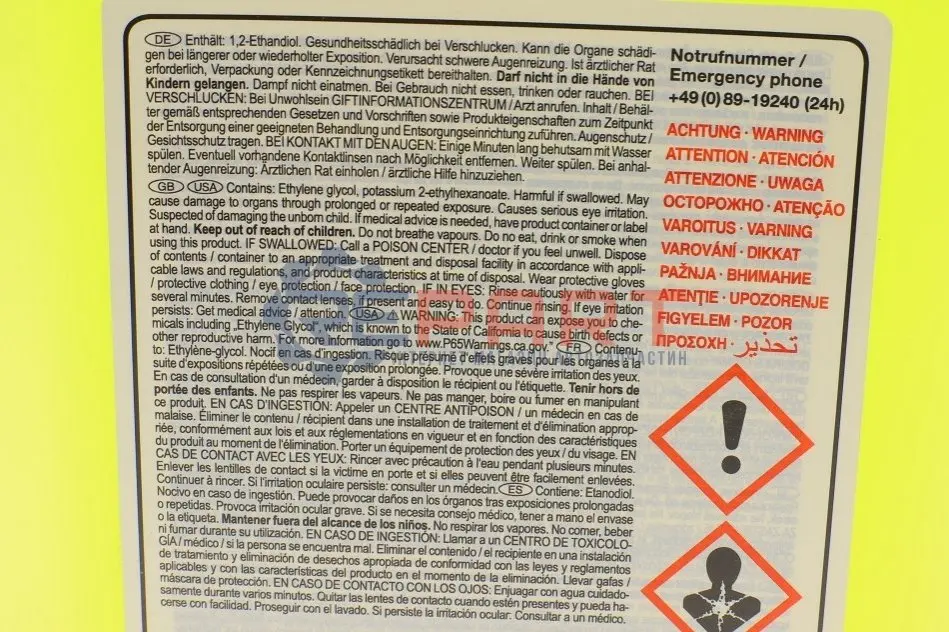 DE Enthält: 1,2-Ethandiol. Gesundheitsschädlich bei Verschlucken. Kann die Organe schädi-
gen bei längerer oder wiederholter Exposition. Verursacht schwere Augenreizung. Ist ärztlicher Rat
erforderlich, Verpackung oder Kennzeichnungsetikett bereithalten. Darf nicht in die Hände von
Kindern gelangen. Dampf nicht einatmen. Bei Gebrauch nicht essen, trinken oder rauchen. BEI
VERSCHLUCKEN: Bei Unwohlsein GIFTINFORMATIONSZENTRUM / Arzt anrufen. Inhalt / Behäl-
ter gemäß entsprechenden Gesetzen und Vorschriften sowie Produkteigenschaften zum Zeitpunkt
der Entsorgung einer geeigneten Behandlung und Entsorgungseinrichtung zuführen. Augenschutz /
Gesichtsschutz tragen. BEI KONTAKT MIT DEN AUGEN: Einige Minuten lang behutsam mit Wasser
spülen. Eventuell vorhandene Kontaktlinsen nach Möglichkeit entfernen. Weiter spülen. Bei anhal-
tender Augenreizung: Ärztlichen Rat einholen / ärztliche Hilfe hinzuziehen.
GB USA Contains: Ethylene glycol, potassium 2-ethylhexanoate. Harmful if swallowed. May
cause damage to organs through prolonged or repeated exposure. Causes serious eye irritation.
Suspected of damaging the unborn child. If medical advice is needed, have product container or label
at hand. Keep out of reach of children. Do not breathe vapours. Do no eat, drink or smoke when
using this product. IF SWALLOWED: Call a POISON CENTER / doctor if you feel unwell. Dispose
of contents / container to an appropriate treatment and disposal facility in accordance with appli-
cable laws and regulations, and product characteristics at time of disposal. Wear protective gloves
/ protective clothing / eye protection / face protection. IF IN EYES: Rinse cautiously with water for
several minutes. Remove contact lenses, if present and easy to do. Continue rinsing. If eye irritation
persists: Get medical advice / attention. USA ⚠ WARNING: This product can expose you to che-
micals including „Ethylene Glycol", which is known to the State of California to cause birth defects or
other reproductive harm. For more information go to www.P65Warnings.ca.gov." FR Contenu-
to: Ethylene-glycol. Nocif en cas d'ingestion. Risque présumé d'effets graves pour les organes à la
suite d'expositions répétées ou d'une exposition prolongée. Provoque une sévère irritation des yeux.
En cas de consultation d'un médecin, garder à disposition le récipient ou l'étiquette. Tenir hors de
portée des enfants. Ne pas respirer les vapeurs. Ne pas manger, boire ou fumer en manipulant
ce produit. EN CAS D'INGESTION: Appeler un CENTRE ANTIPOISON / un médecin en cas de
malaise. Éliminer le contenu / récipient dans une installation de traitement et d'élimination appro-
priée, conformément aux lois et aux réglementations en vigueur et en fonction des caractéristiques
du produit au moment de l'élimination. Porter un équipement de protection des yeux / du visage. EN
CAS DE CONTACT AVEC LES YEUX: Rincer avec précaution à l'eau pendant plusieurs minutes.
Enlever les lentilles de contact si la victime en porte et si elles peuvent être facilement enlevées.
Continuer à rincer. Si l'irritation oculaire persiste: consulter un médecin. ES Contiene: Etanodiol.
Nocivo en caso de ingestión. Puede provocar daños en los órganos tras exposiciones prolongadas
o repetidas. Provoca irritación ocular grave. Si se necesita consejo médico, tener a mano el envase
o la etiqueta. Mantener fuera del alcance de los niños. No respirar los vapores. No comer, beber
ni fumar durante su utilización. EN CASO DE INGESTIÓN: Llamar a un CENTRO DE TOXICOLO-
GÍA / médico / si la persona se encuentra mal. Eliminar el contenido / el recipiente en una instalación
de tratamiento y eliminación de desechos apropiada de conformidad con las leyes y reglamentos
aplicables y con las características del producto en el momento de la eliminación. Llevar gafas /
máscara de protección. EN CASO DE CONTACTO CON LOS OJOS: Enjuagar con agua cuidado-
samente durante varios minutos. Quitar las lentes de contacto cuando estén presentes y pueda ha-
cerse con facilidad. Proseguir con el lavado. Si persiste la irritación ocular: Consultar a un médico.
Notrufnummer /
Emergency phone
+49 (0) 89-19240 (24h)
ACHTUNG · WARNING
ATTENTION · ATENCIÓN
ATTENZIONE · UWAGA
ОСТОРОЖНО · ATENÇÃO
VAROITUS · VARNING
VAROVÁNÍ · DIKKAT
PAŽNJA · ВНИМАНИЕ
ATENŢIE · UPOZORENJE
FIGYELEM · POZOR
ΠΡΟΣΟΧΗ · تحذير